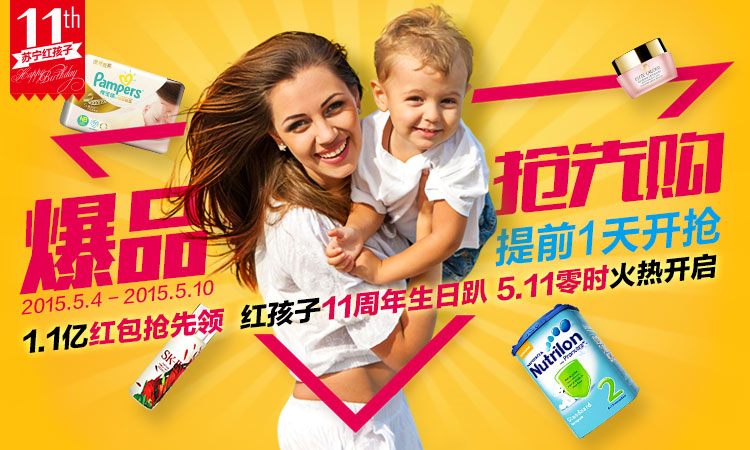 11th
苏宁红孩子
Happy Birthday
Pampers
爆品
抢先购
提前1天开抢
2015.5.4-2015.5.10
1.1亿红包抢先领
红孩子11周年生日趴 5.11零时火热开启
SK-II
Nutrilon
Pronutra
2
Standaard